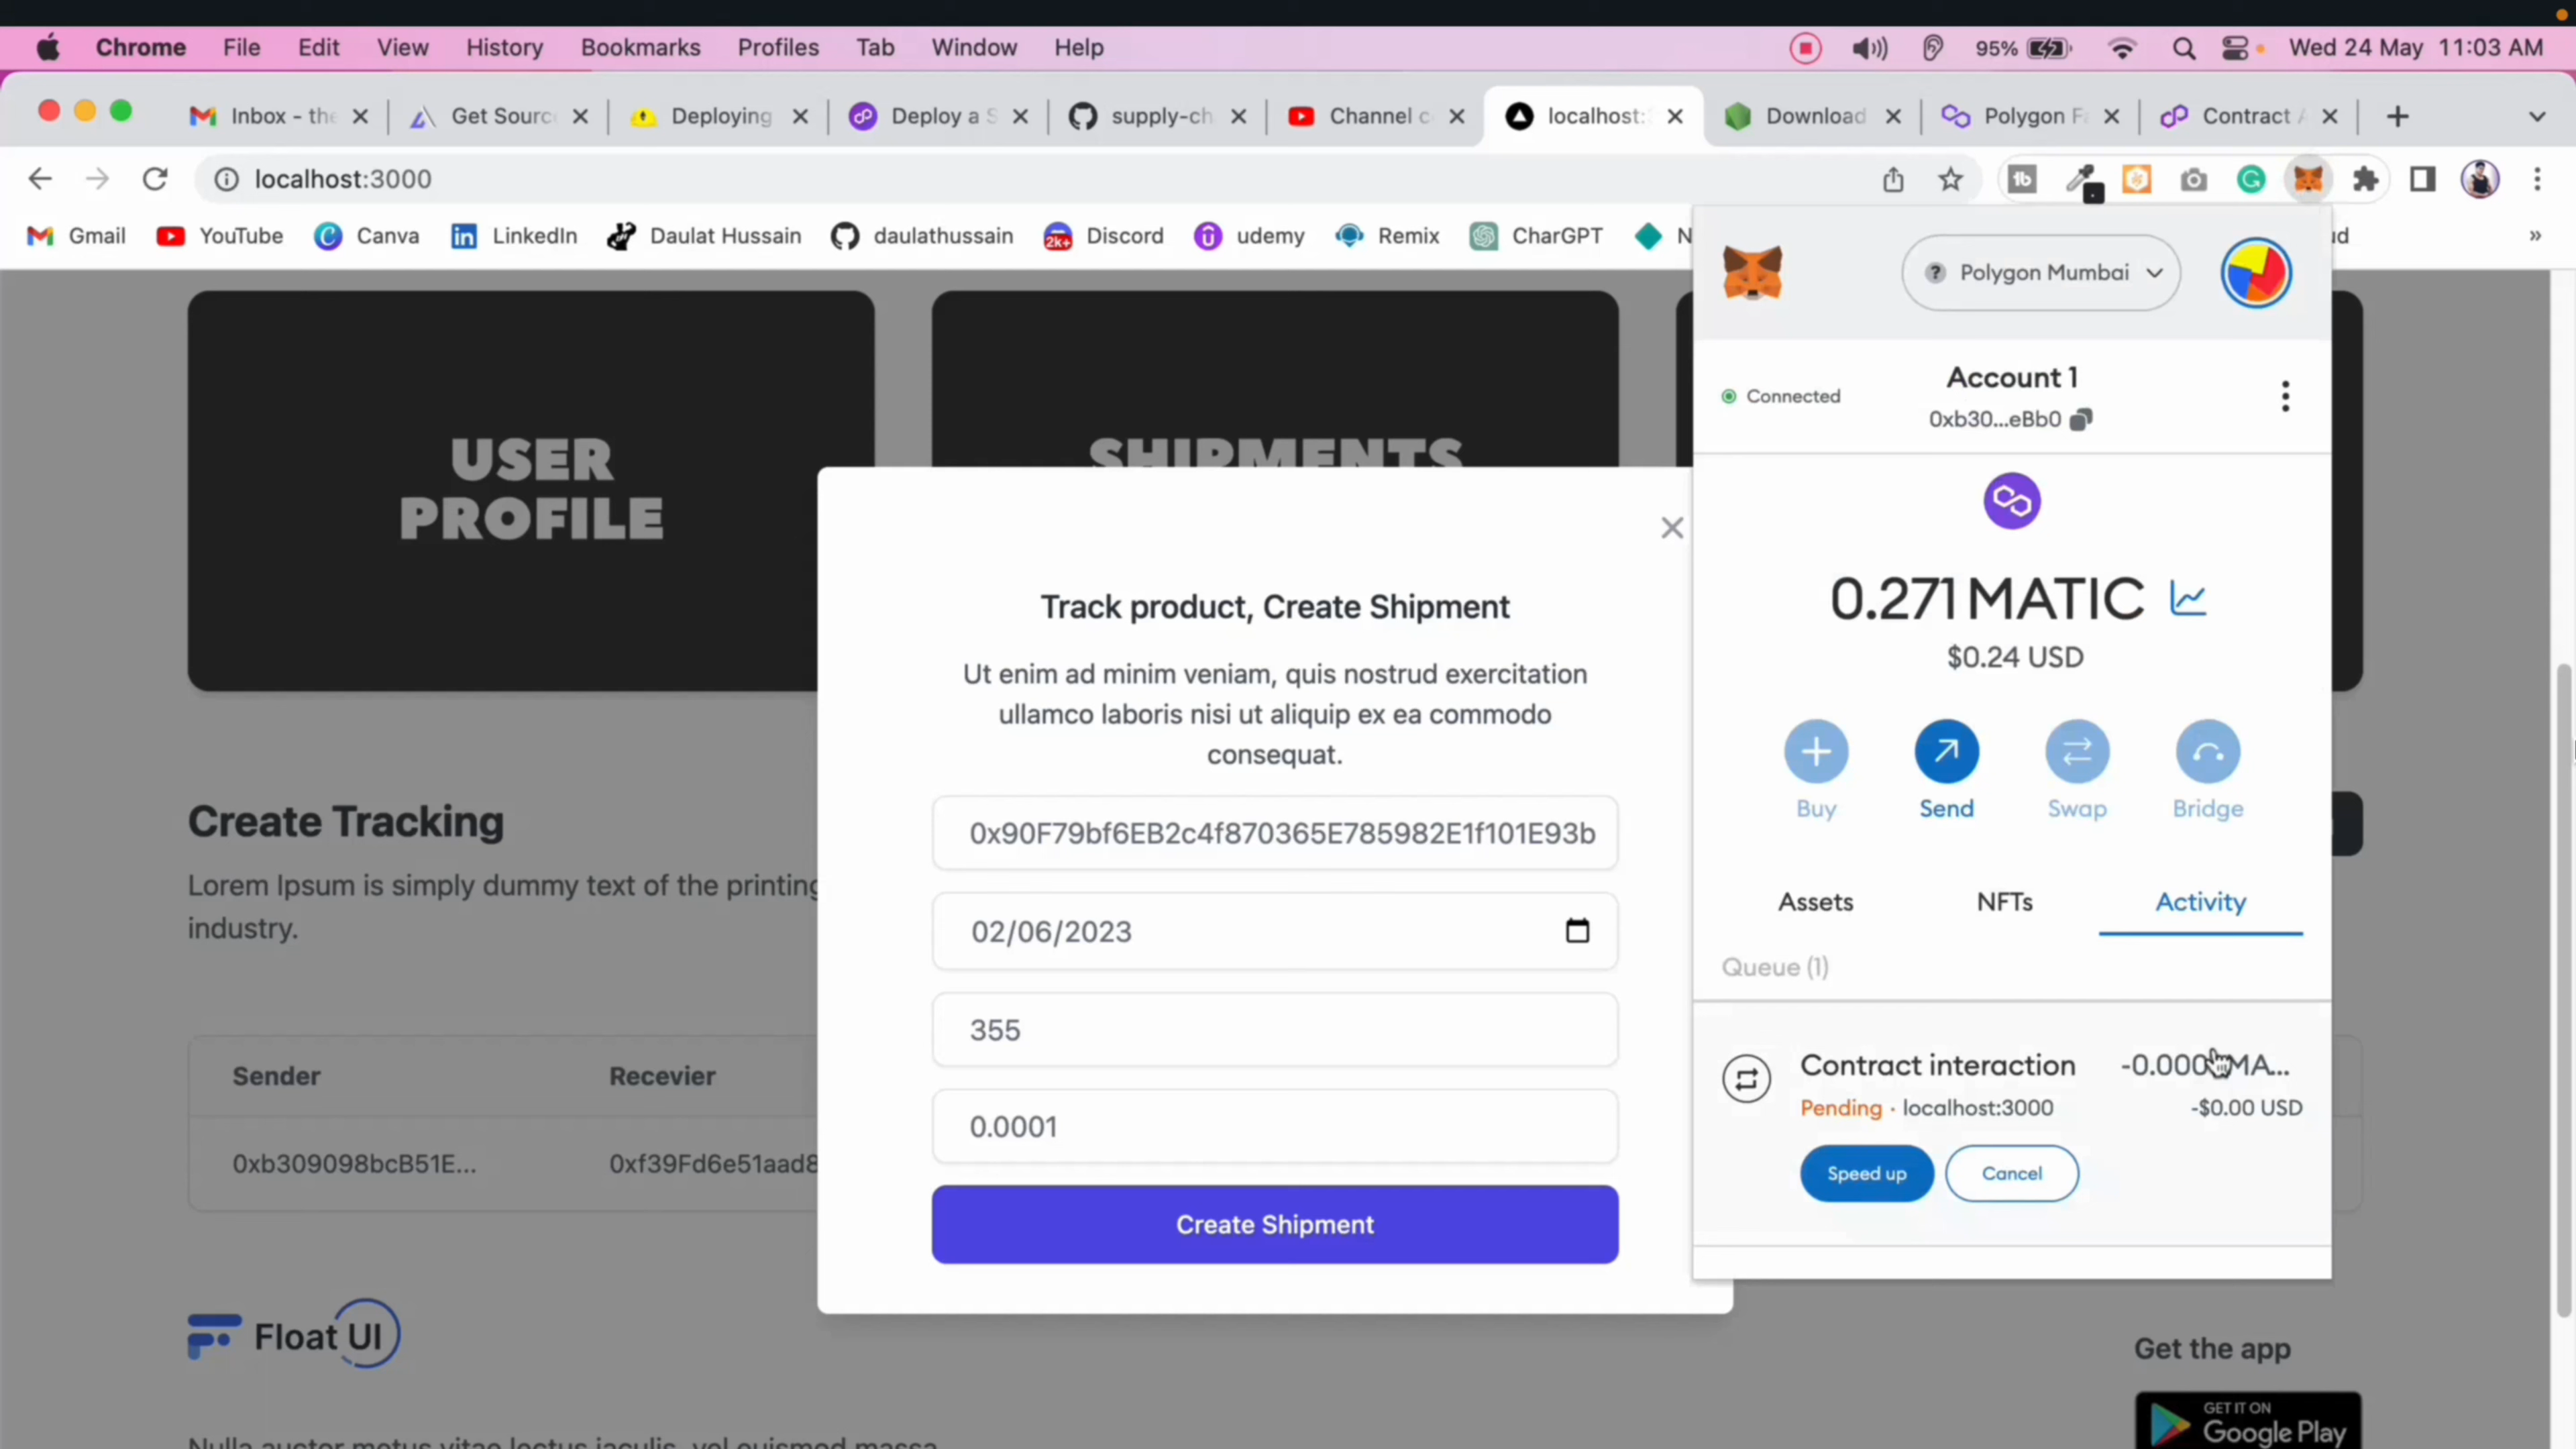 Chrome File Edit View History Bookmarks Profiles Tab Window Help 95% Wed 24 May 11:03 AM
Inbox - the Get Sourc Deploying Deploy a S supply-ch Channel c localhost: Download Polygon F Contract A
localhost:3000
Gmail YouTube Canva LinkedIn Daulat Hussain daulathussain 2k+ Discord udemy Remix CharGPT N
USER
PROFILE
SHIPMENTS
Create Tracking
Lorem Ipsum is simply dummy text of the printing
industry.
Sender Recevier
0xb309098bcB51E... 0xf39Fd6e51aad8
Float UI
Track product, Create Shipment
Ut enim ad minim veniam, quis nostrud exercitation
ullamco laboris nisi ut aliquip ex ea commodo
consequat.
0x90F79bf6EB2c4f870365E785982E1f101E93b
02/06/2023
355
0.0001
Create Shipment
Polygon Mumbai
Connected
Account 1
0xb30...eBb0
0.271 MATIC
$0.24 USD
Buy Send Swap Bridge
Assets NFTs Activity
Queue (1)
Contract interaction
Pending · localhost:3000 -$0.00 USD
Speed up Cancel
Get the app
GET IT ON
Google Play